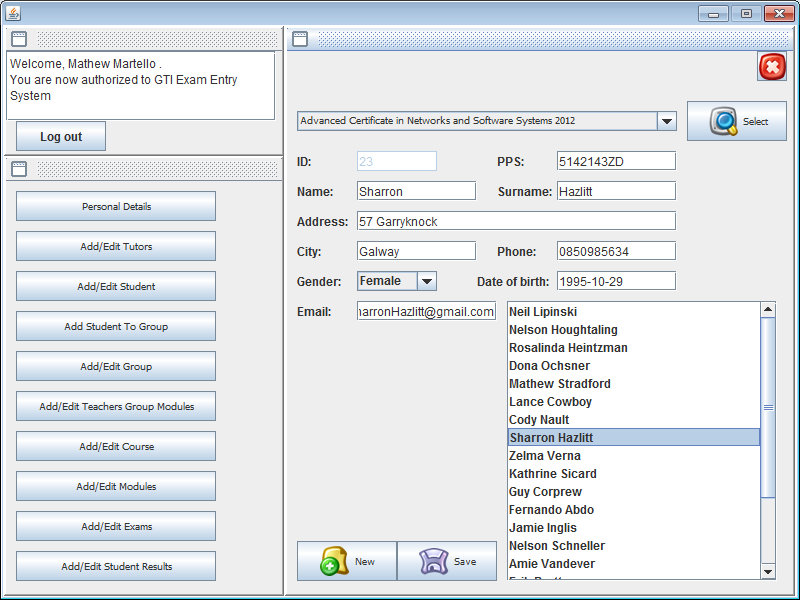 Welcome, Mathew Martello .
You are now authorized to GTI Exam Entry
System
Log out
Personal Details
Add/Edit Tutors
Add/Edit Student
Add Student To Group
Add/Edit Group
Add/Edit Teachers Group Modules
Add/Edit Course
Add/Edit Modules
Add/Edit Exams
Add/Edit Student Results
Advanced Certificate in Networks and Software Systems 2012
Select
ID: 23 PPS: 5142143ZD
Name: Sharron Surname: Hazlitt
Address: 57 Garryknock
City: Galway Phone: 0850985634
Gender: Female Date of birth: 1995-10-29
Email: harronHazlitt@gmail.com
Neil Lipinski
Nelson Houghtaling
Rosalinda Heintzman
Dona Ochsner
Mathew Stradford
Lance Cowboy
Cody Nault
Sharron Hazlitt
Zelma Verna
Kathrine Sicard
Guy Corprew
Fernando Abdo
Jamie Inglis
Nelson Schneller
Amie Vandever
New
Save